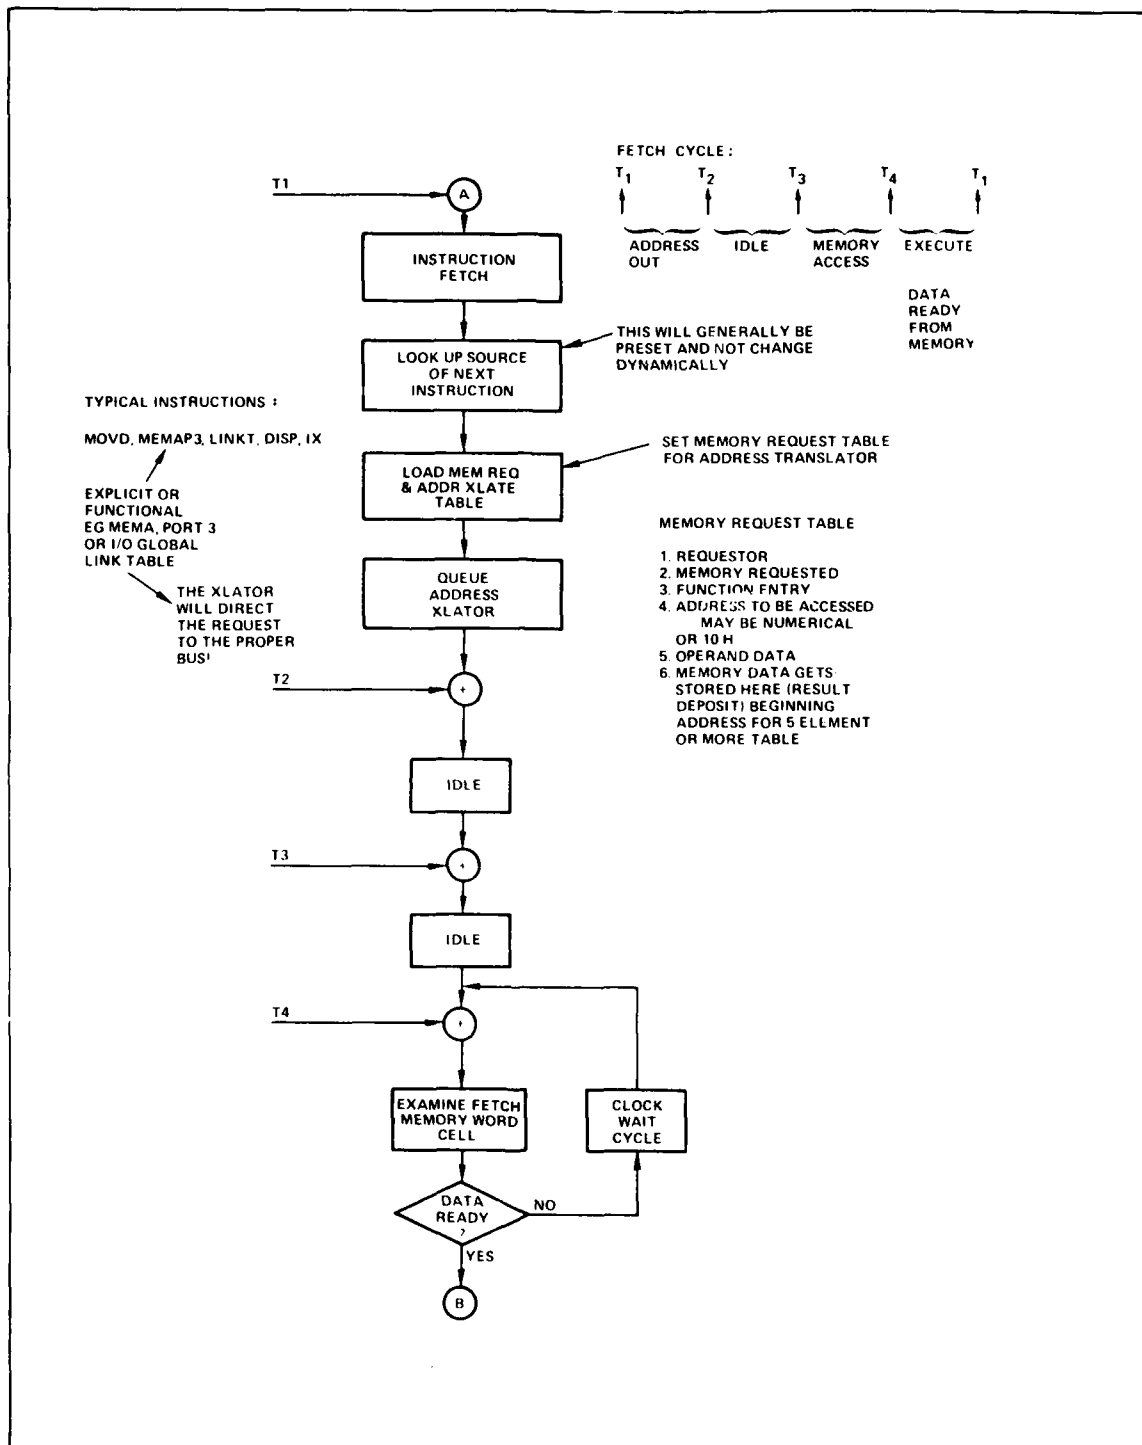 FETCH CYCLE :
T1 T2 T3 T4 T1
ADDRESS OUT
IDLE
MEMORY ACCESS
EXECUTE
DATA
READY
FROM
MEMORY
T1
A
INSTRUCTION
FETCH
LOOK UP SOURCE
OF NEXT
INSTRUCTION
THIS WILL GENERALLY BE
PRESET AND NOT CHANGE
DYNAMICALLY
TYPICAL INSTRUCTIONS :
MOVD, MEMAP3, LINKT, DISP, IX
EXPLICIT OR
FUNCTIONAL
EG MEMA, PORT 3
OR I/O GLOBAL
LINK TABLE
THE XLATOR
WILL DIRECT
THE REQUEST
TO THE PROPER
BUS!
LOAD MEM REQ
& ADDR XLATE
TABLE
SET MEMORY REQUEST TABLE
FOR ADDRESS TRANSLATOR
QUEUE
ADDRESS
XLATOR
MEMORY REQUEST TABLE
1. REQUESTOR
2. MEMORY REQUESTED
3. FUNCTION ENTRY
4. ADDRESS TO BE ACCESSED
MAY BE NUMERICAL
OR 10 H
5. OPERAND DATA
6. MEMORY DATA GETS
STORED HERE (RESULT
DEPOSIT) BEGINNING
ADDRESS FOR 5 ELLMENT
OR MORE TABLE
T2
+
IDLE
T3
+
IDLE
T4
+
EXAMINE FETCH
MEMORY WORD
CELL
CLOCK
WAIT
CYCLE
DATA
READY
?
NO
YES
B